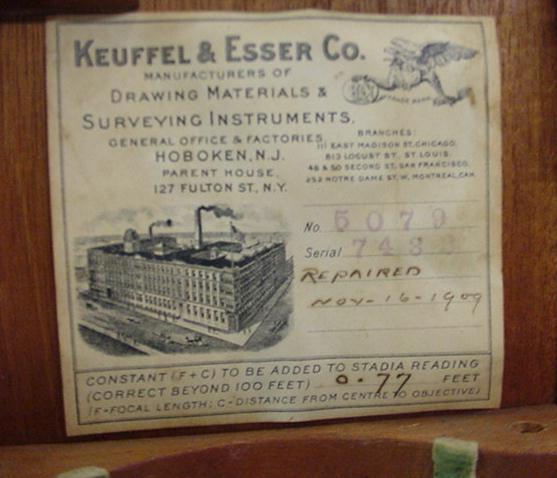 KEUFFEL & ESSER CO.
MANUFACTURERS OF
DRAWING MATERIALS &
SURVEYING INSTRUMENTS.
GENERAL OFFICE & FACTORIES
HOBOKEN, N.J.
PARENT HOUSE,
127 FULTON ST., N.Y.
TRADE MARK
BRANCHES:
111 EAST MADISON ST. CHICAGO.
813 LOCUST ST. ST. LOUIS.
48 & 50 SECOND ST. SAN FRANCISCO.
252 NOTRE DAME ST. W. MONTREAL, CAN.
No. 5079
Serial
REPAIRED
NOV-16-1909
CONSTANT (F+C) TO BE ADDED TO STADIA READING
(CORRECT BEYOND 100 FEET) 0.77 FEET
(F-FOCAL LENGTH; C-DISTANCE FROM CENTRE TO OBJECTIVE)